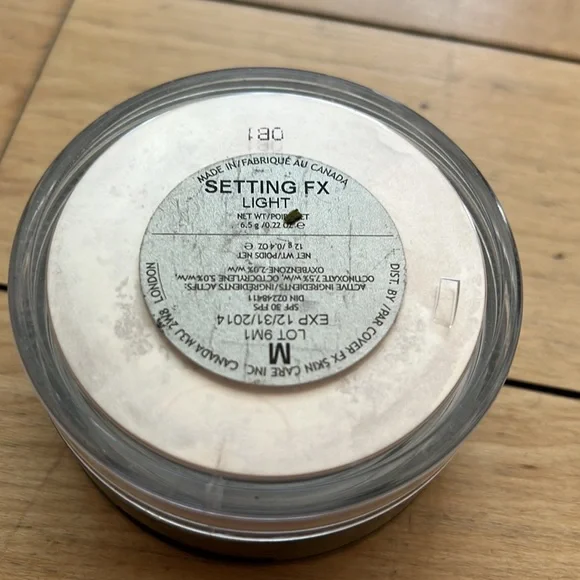 0B1
MADE IN/FABRIQUÉ AU CANADA
SETTING FX
LIGHT
NET WT/POIDS NET
6.5 g /0.22 OZ ℮
NET WT/POIDS NET
12 g /0.4 OZ ℮
ACTIVE INGREDIENTS/INGRÉDIENTS ACTIFS
OCTINOXATE-7.5% w/w, OCTOCRYLENE 5.0% w/w,
OXYBENZONE-2.0% w/w
DIN 02248411
SPF 30 FPS
EXP 12/31/2014
LOT 9M1
M
DIST. BY /PAR COVER FX SKIN CARE INC. CANADA M3J 2W8 LONDON